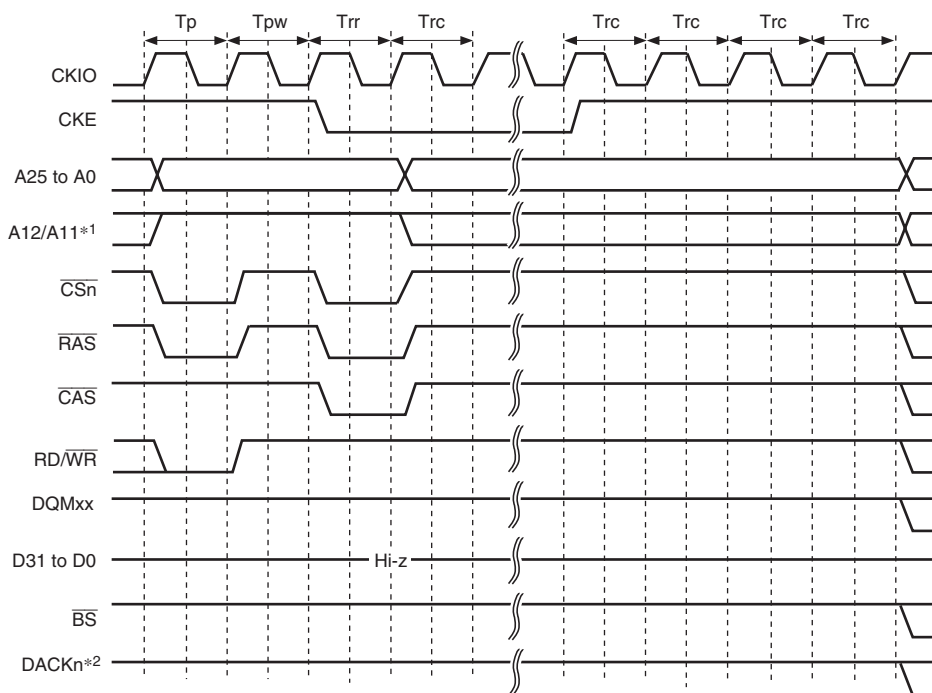 Tp Tpw Trr Trc Trc Trc Trc Trc
CKIO
CKE
A25 to A0
A12/A11*1
CSn
RAS
CAS
RD/WR
DQMxx
D31 to D0 Hi-z
BS
DACKn*2